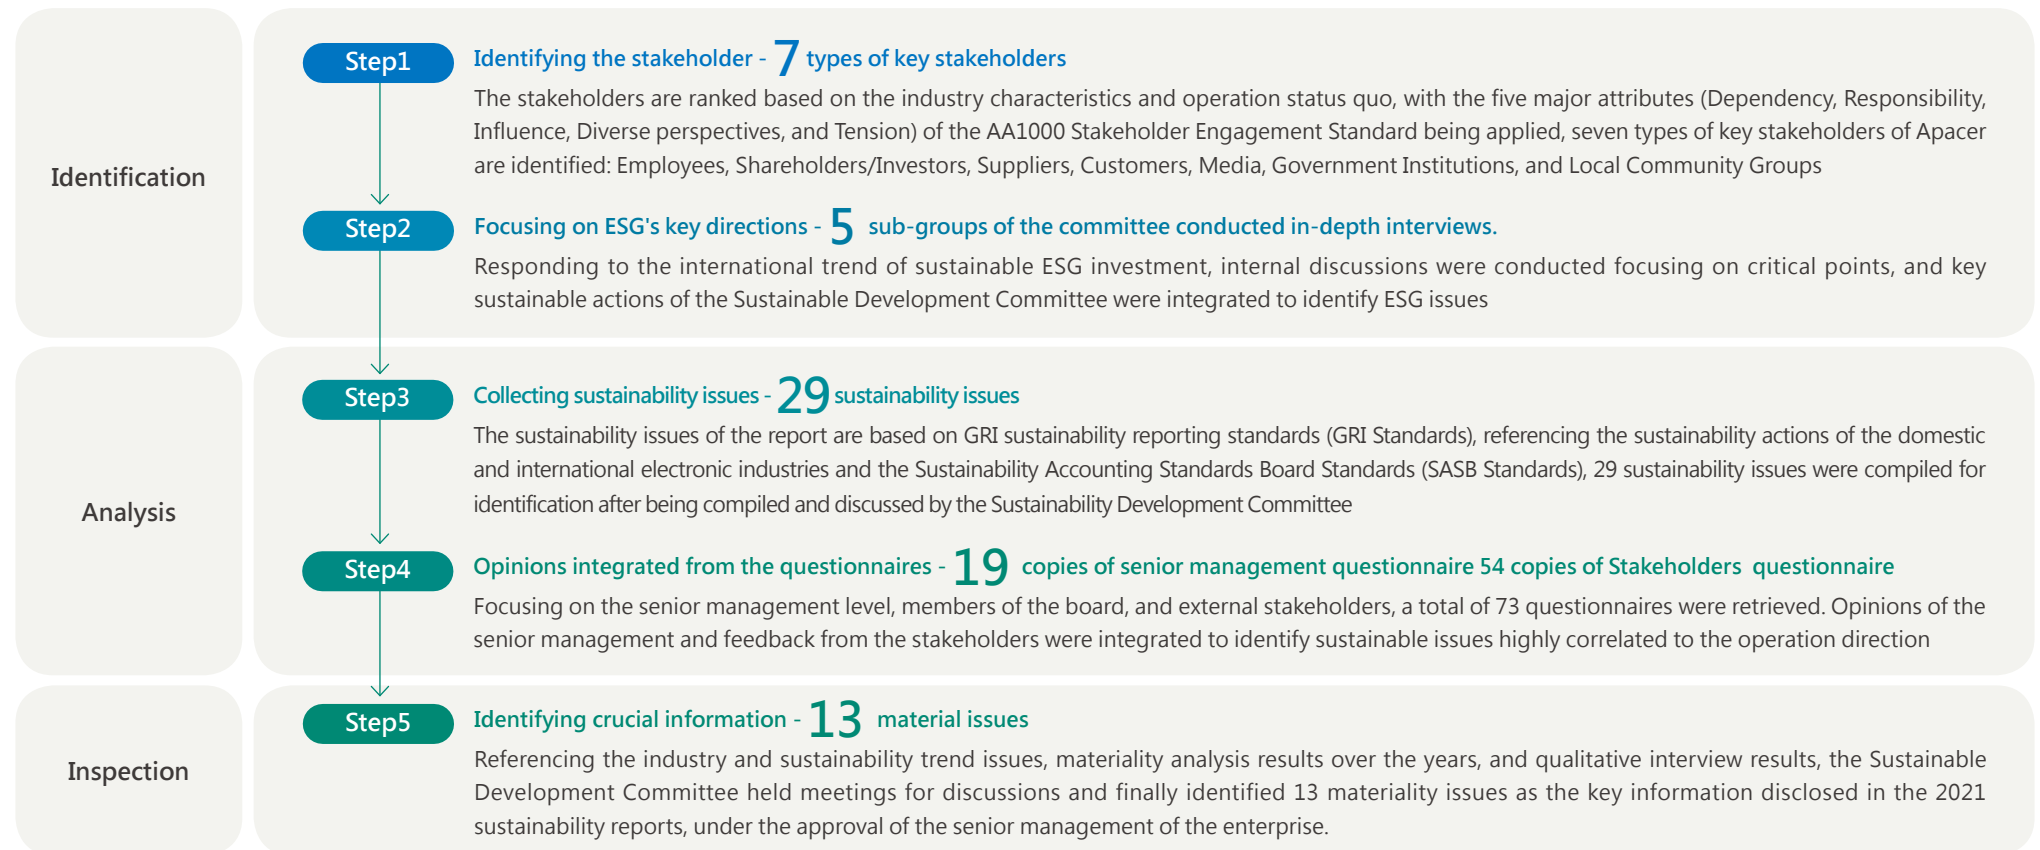 Identification
Step1
Identifying the stakeholder - 7 types of key stakeholders
The stakeholders are ranked based on the industry characteristics and operation status quo, with the five major attributes (Dependency, Responsibility,
Influence, Diverse perspectives, and Tension) of the AA1000 Stakeholder Engagement Standard being applied, seven types of key stakeholders of Apacer
are identified: Employees, Shareholders/Investors, Suppliers, Customers, Media, Government Institutions, and Local Community Groups
Step2
Focusing on ESG's key directions - 5 sub-groups of the committee conducted in-depth interviews.
Responding to the international trend of sustainable ESG investment, internal discussions were conducted focusing on critical points, and key
sustainable actions of the Sustainable Development Committee were integrated to identify ESG issues
Analysis
Step3
Collecting sustainability issues - 29 sustainability issues
The sustainability issues of the report are based on GRI sustainability reporting standards (GRI Standards), referencing the sustainability actions of the domestic
and international electronic industries and the Sustainability Accounting Standards Board Standards (SASB Standards), 29 sustainability issues were compiled for
identification after being compiled and discussed by the Sustainability Development Committee
Step4
Opinions integrated from the questionnaires - 19 copies of senior management questionnaire 54 copies of Stakeholders questionnaire
Focusing on the senior management level, members of the board, and external stakeholders, a total of 73 questionnaires were retrieved. Opinions of the
senior management and feedback from the stakeholders were integrated to identify sustainable issues highly correlated to the operation direction
Inspection
Step5
Identifying crucial information - 13 material issues
Referencing the industry and sustainability trend issues, materiality analysis results over the years, and qualitative interview results, the Sustainable
Development Committee held meetings for discussions and finally identified 13 materiality issues as the key information disclosed in the 2021
sustainability reports, under the approval of the senior management of the enterprise.